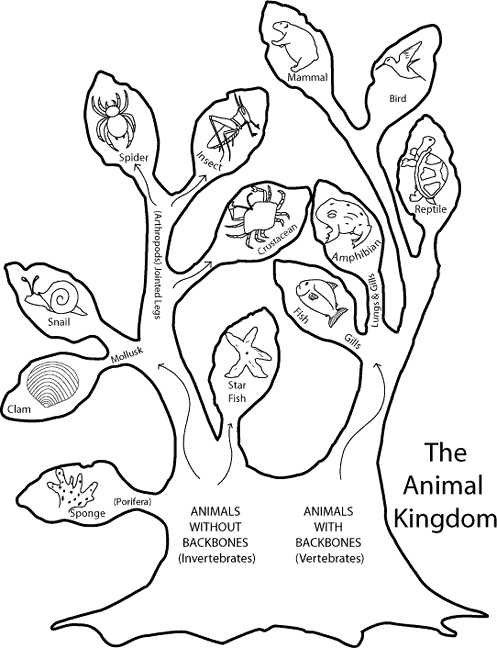 Mammal
Bird
Spider
Insect
Reptile
(Arthropods) Jointed Legs
Crustacean
Amphibian
Lungs & Gills
Fish
Gills
Snail
Mollusk
Clam
Star
Fish
Sponge
(Porifera)
ANIMALS
WITHOUT
BACKBONES
(Invertebrates)
ANIMALS
WITH
BACKBONES
(Vertebrates)
The
Animal
Kingdom